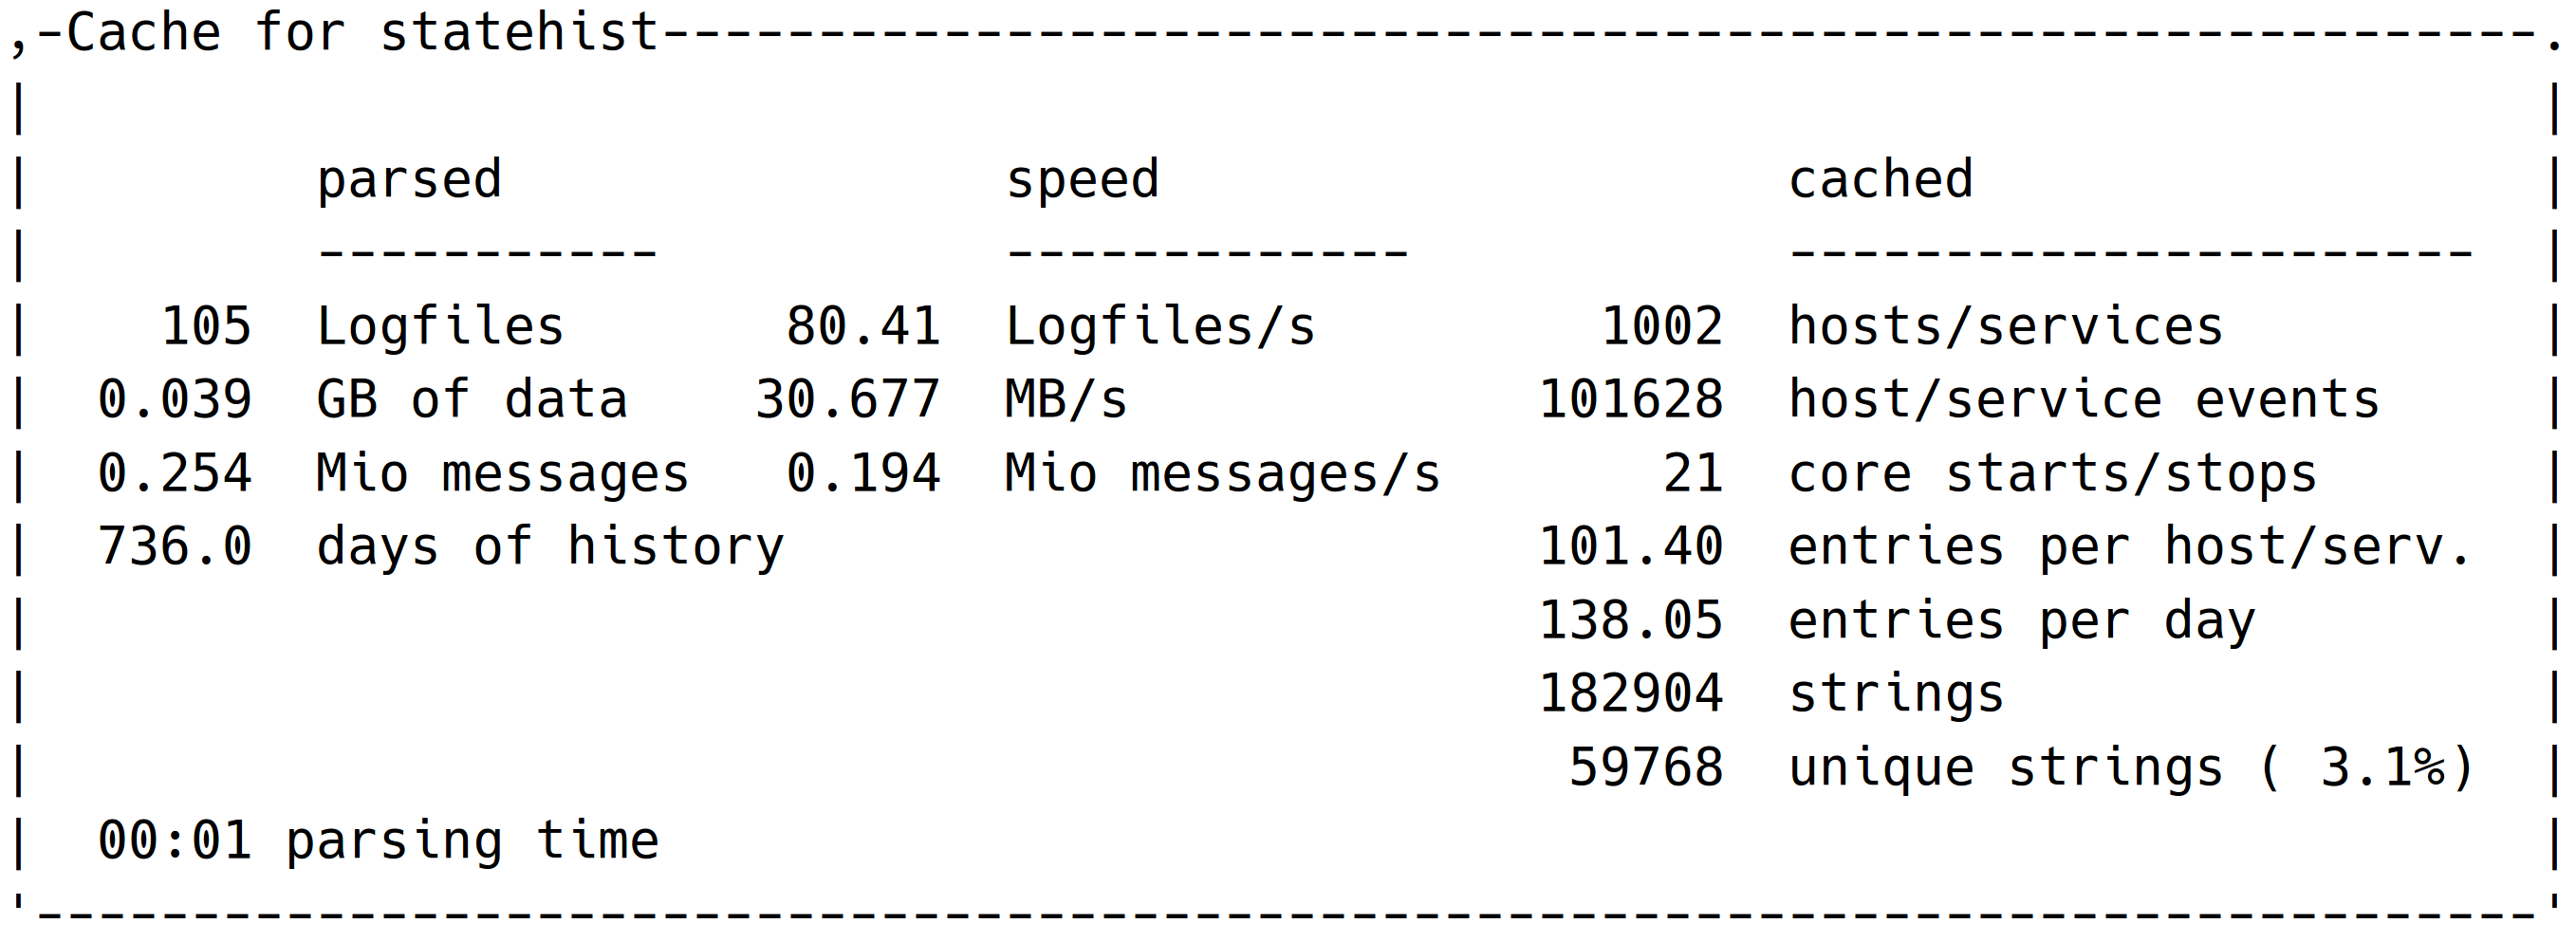 ,-Cache for statehist------------------------------------------------------------.
|                                                                                |
|         parsed                speed                    cached                  |
|         -----------           -------------            ----------------------  |
|    105  Logfiles       80.41  Logfiles/s         1002  hosts/services          |
|  0.039  GB of data    30.677  MB/s             101628  host/service events     |
|  0.254  Mio messages   0.194  Mio messages/s       21  core starts/stops       |
|  736.0  days of history                        101.40  entries per host/serv.  |
|                                                138.05  entries per day         |
|                                                182904  strings                 |
|                                                 59768  unique strings ( 3.1%)  |
|  00:01 parsing time                                                            |
'--------------------------------------------------------------------------------'